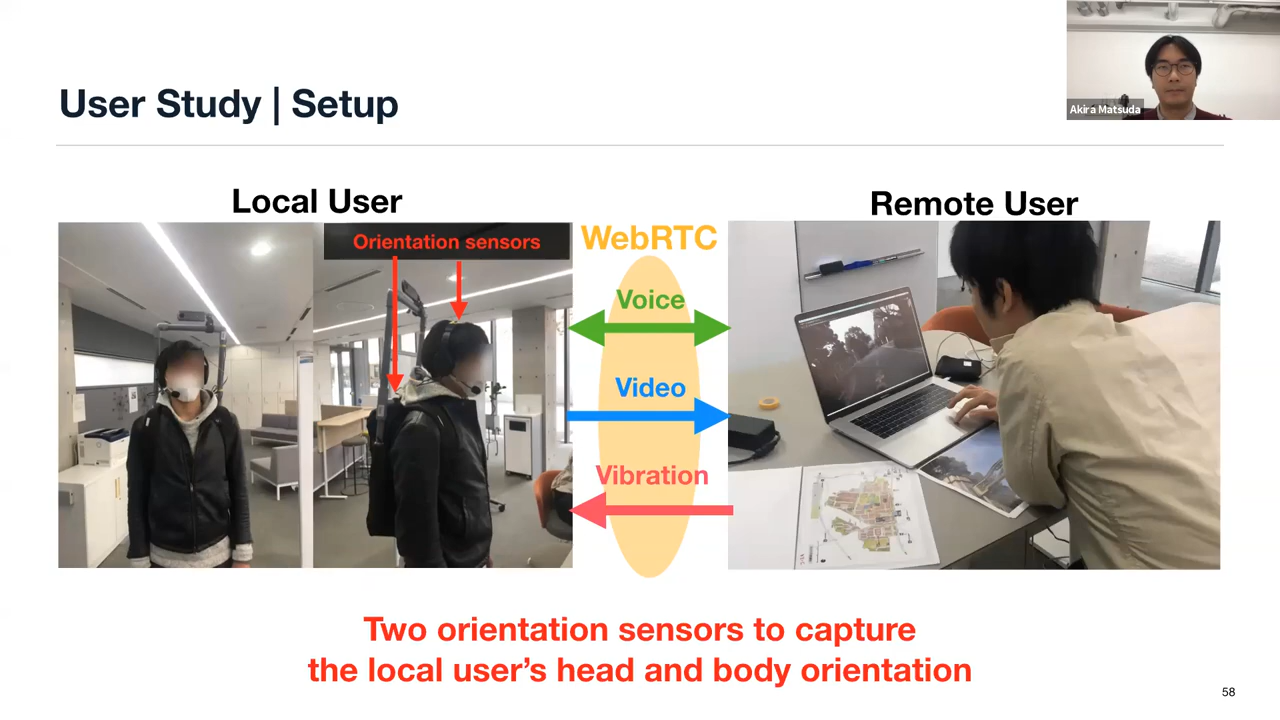 Akira Matsuda
User Study | Setup
Local User
Remote User
Orientation sensors
WebRTC
Voice
Video
Vibration
Two orientation sensors to capture
the local user’s head and body orientation
58